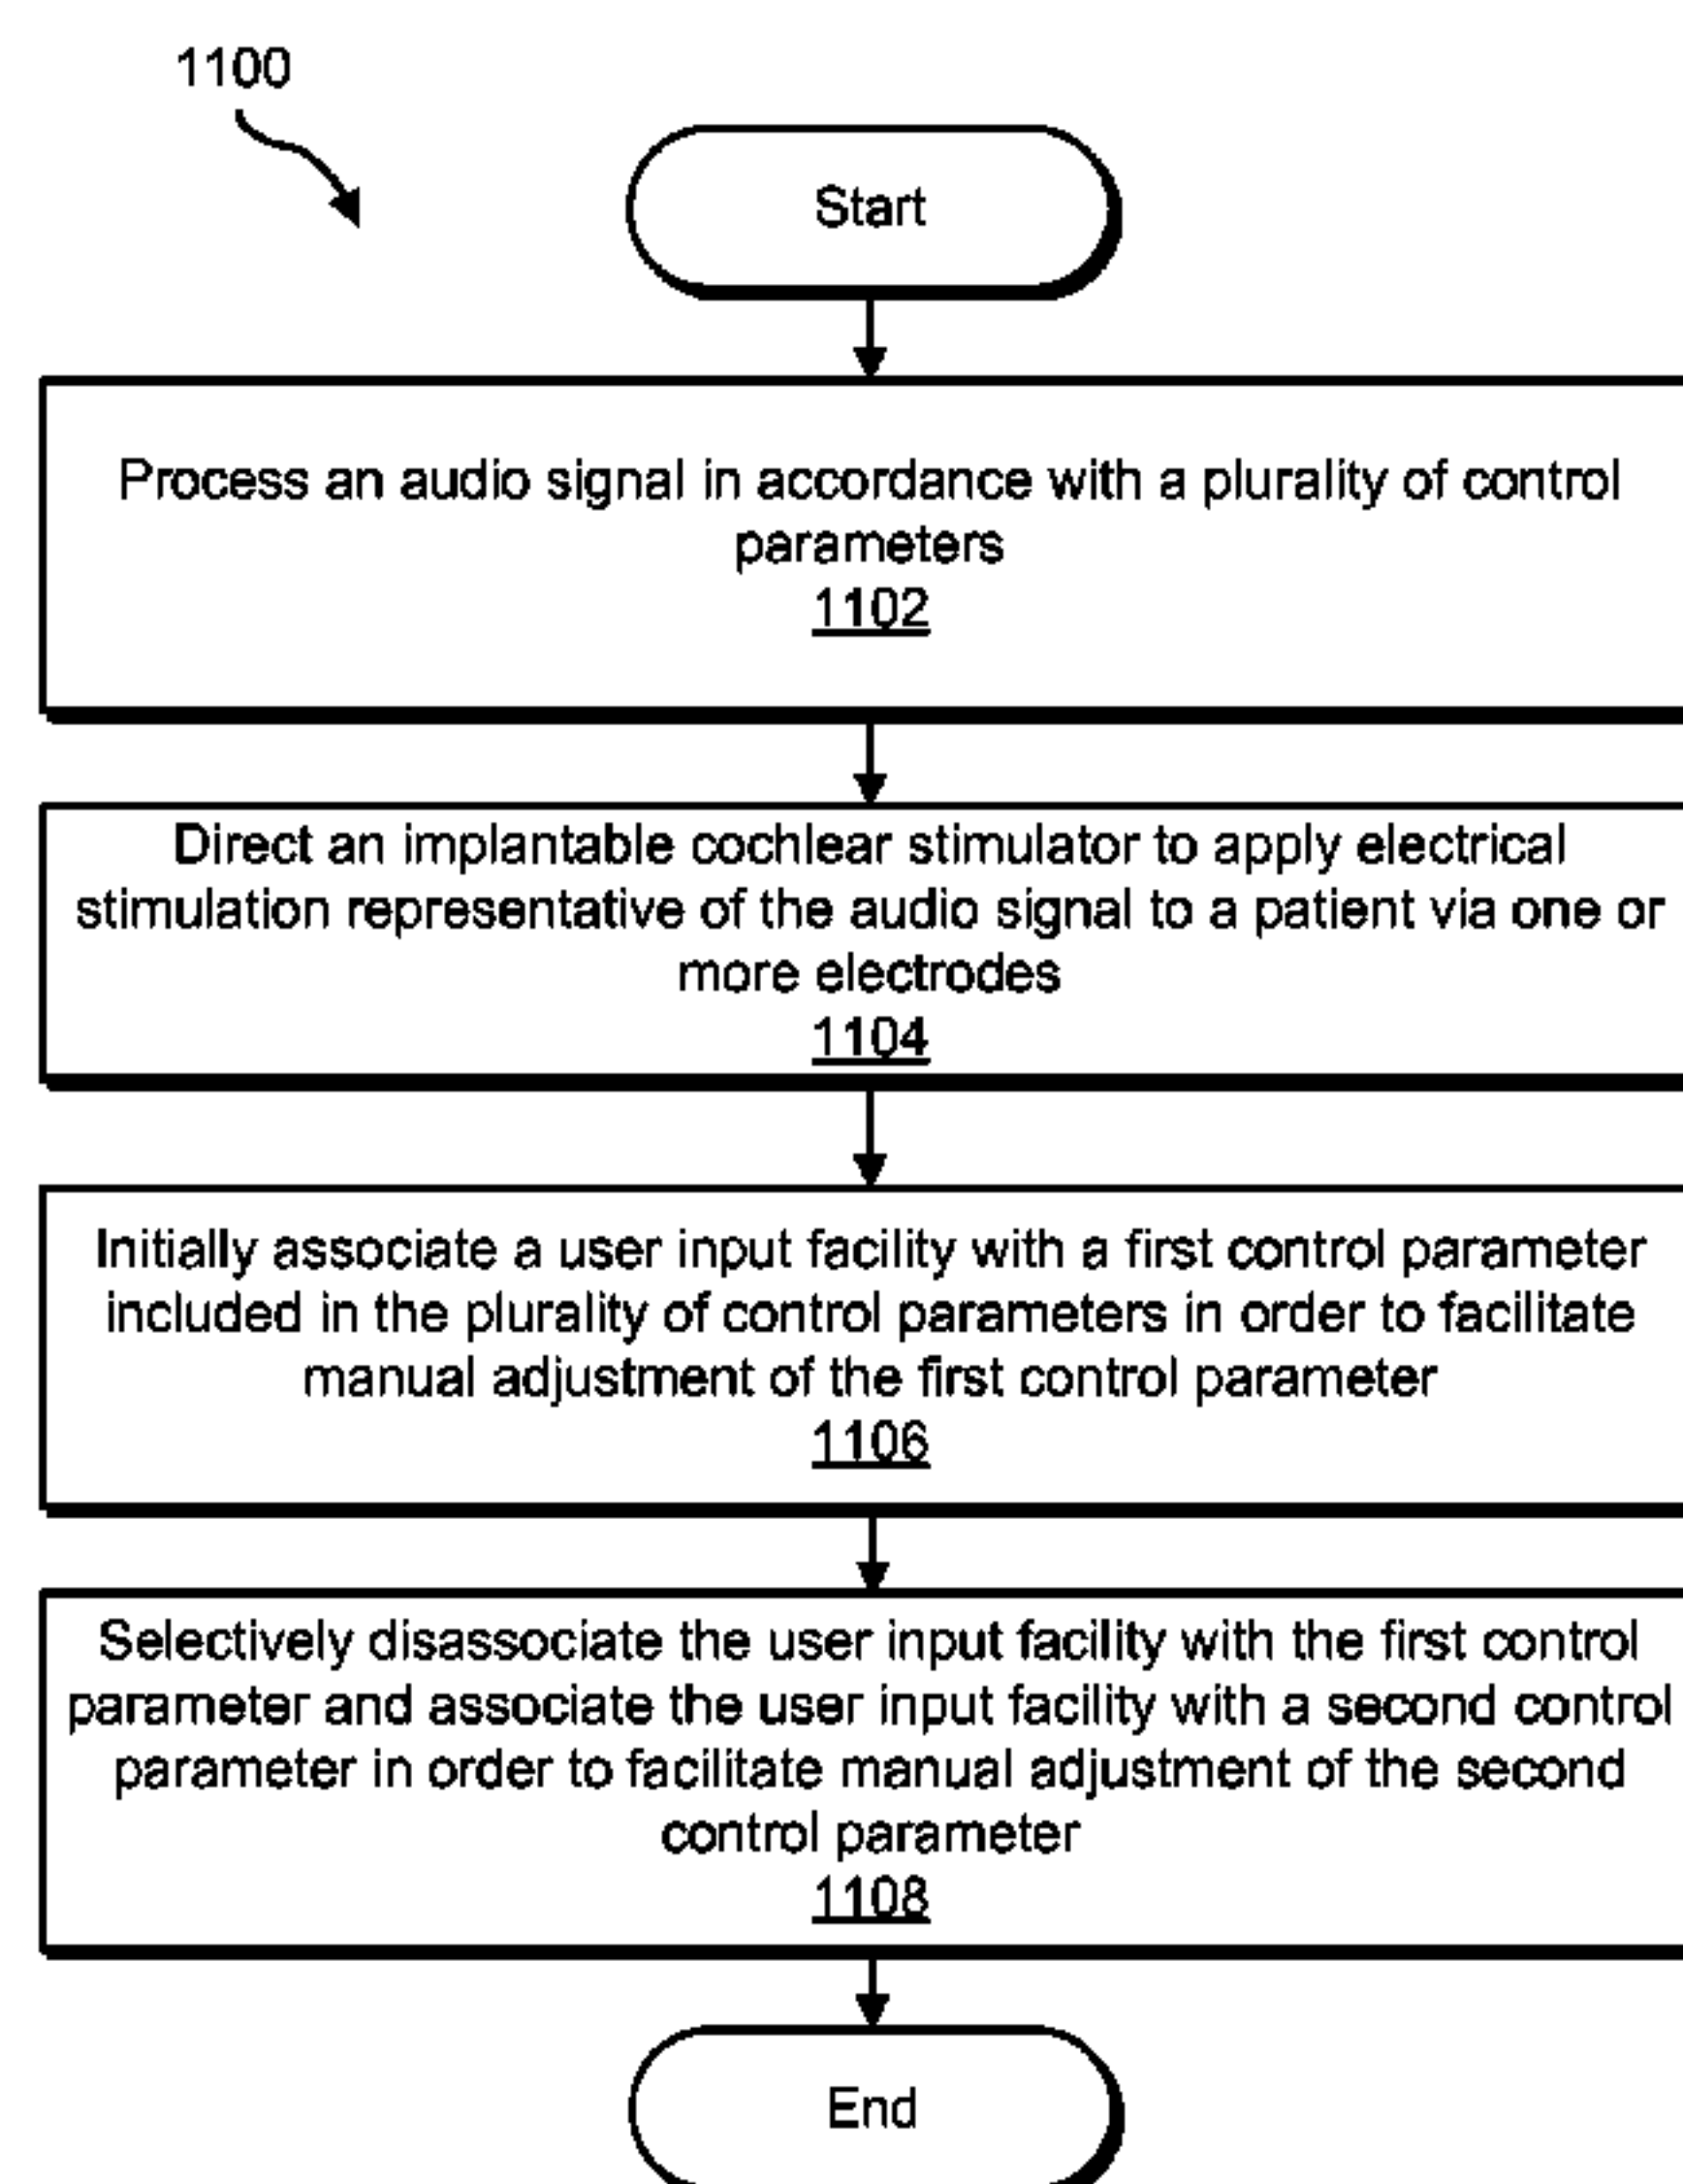 1100
Start
Process an audio signal in accordance with a plurality of control
parameters
1102
Direct an implantable cochlear stimulator to apply electrical
stimulation representative of the audio signal to a patient via one or
more electrodes
1104
Initially associate a user input facility with a first control parameter
included in the plurality of control parameters in order to facilitate
manual adjustment of the first control parameter
1106
Selectively disassociate the user input facility with the first control
parameter and associate the user input facility with a second control
parameter in order to facilitate manual adjustment of the second
control parameter
1108
End